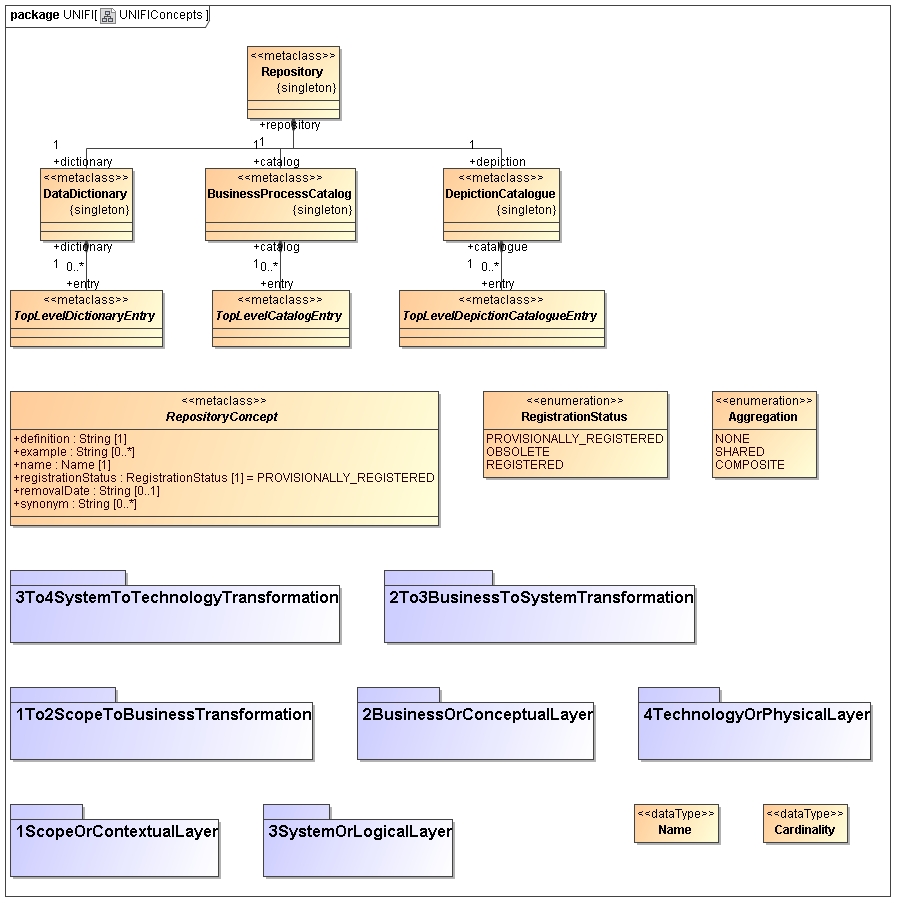 package UNIFI[ UNIFIConcepts ]
<<metaclass>>
Repository
{singleton}
+repository
1
1
1
1
+dictionary
+catalog
+depiction
<<metaclass>>
DataDictionary
{singleton}
<<metaclass>>
BusinessProcessCatalog
{singleton}
<<metaclass>>
DepictionCatalogue
{singleton}
+dictionary
+catalog
+catalogue
1
0..*
1
0..*
1
0..*
+entry
+entry
+entry
<<metaclass>>
TopLevelDictionaryEntry
<<metaclass>>
TopLevelCatalogEntry
<<metaclass>>
TopLevelDepictionCatalogueEntry
<<metaclass>>
RepositoryConcept
+definition : String [1]
+example : String [0..*]
+name : Name [1]
+registrationStatus : RegistrationStatus [1] = PROVISIONALLY_REGISTERED
+removalDate : String [0..1]
+synonym : String [0..*]
<<enumeration>>
RegistrationStatus
PROVISIONALLY_REGISTERED
OBSOLETE
REGISTERED
<<enumeration>>
Aggregation
NONE
SHARED
COMPOSITE
3To4SystemToTechnologyTransformation
2To3BusinessToSystemTransformation
1To2ScopeToBusinessTransformation
2BusinessOrConceptualLayer
4TechnologyOrPhysicalLayer
1ScopeOrContextualLayer
3SystemOrLogicalLayer
<<dataType>>
Name
<<dataType>>
Cardinality